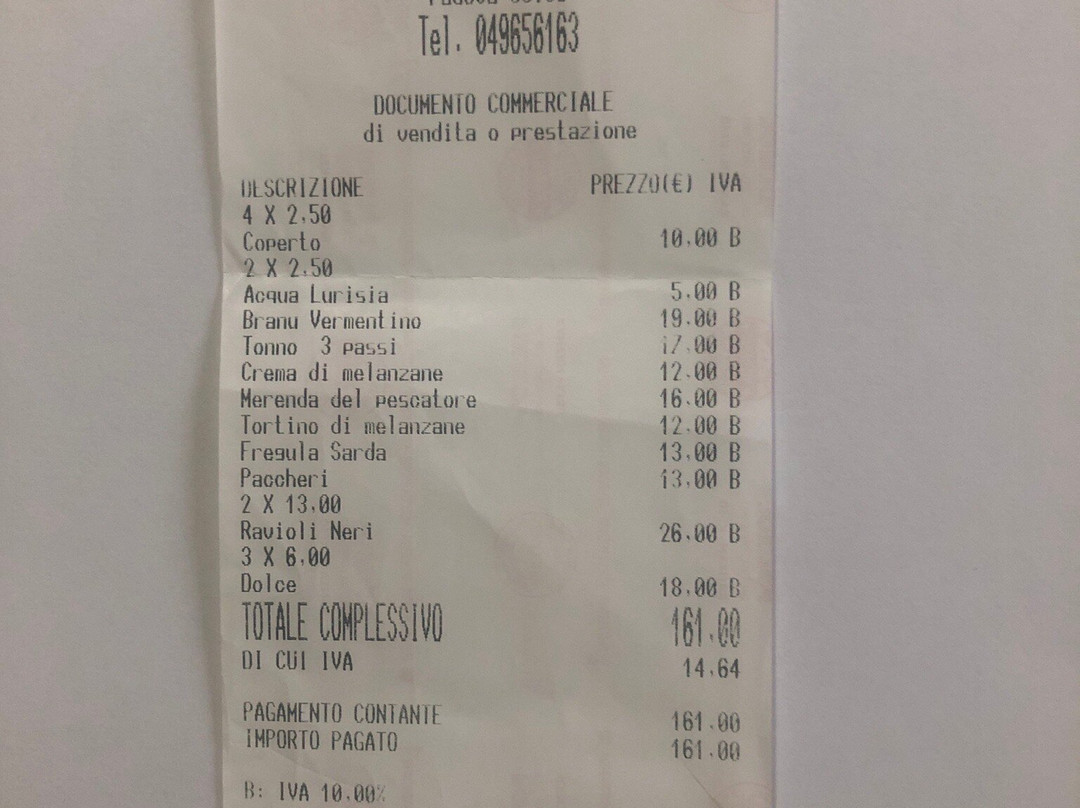 Padova
Tel. 049656163
DOCUMENTO COMMERCIALE
di vendita o prestazione
DESCRIZIONE PREZZO(€) IVA
4 X 2.50
Coperto 10.00 B
2 X 2.50
Acqua Lurisia 5.00 B
Branu Vermentino 19.00 B
Tonno 3 passi 17.00 B
Crema di melanzane 12.00 B
Merenda del pescatore 16.00 B
Tortino di melanzane 12.00 B
Fregula Sarda 13.00 B
Paccheri 13.00 B
2 X 13.00
Ravioli Neri 26.00 B
3 X 6.00
Dolce 18.00 B
TOTALE COMPLESSIVO 161.00
DI CUI IVA 14.64
PAGAMENTO CONTANTE 161.00
IMPORTO PAGATO 161.00
B: IVA 10.00%